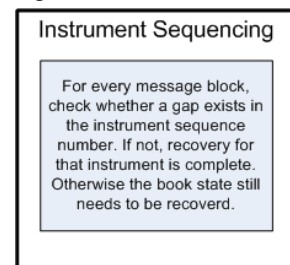 Instrument Sequencing
For every message block,
check whether a gap exists in
the instrument sequence
number. If not, recovery for
that instrument is complete.
Otherwise the book state still
needs to be recoverd.